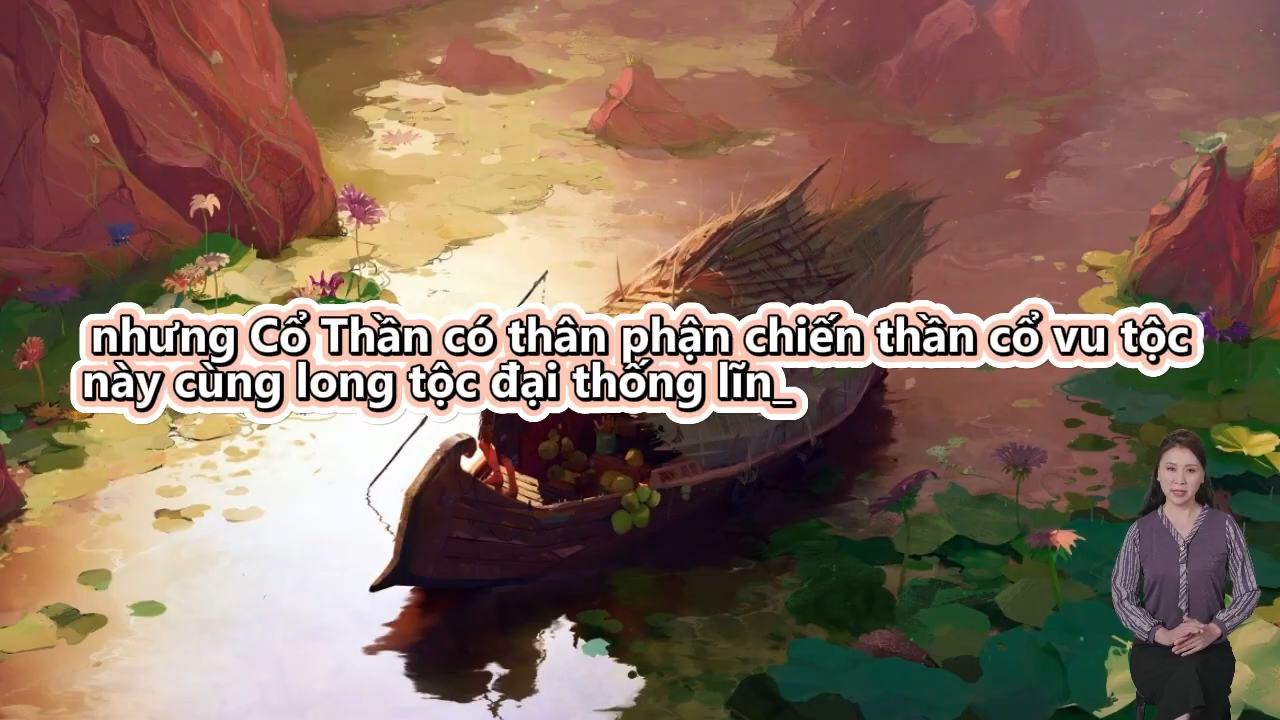 nhưng Cổ Thần có thân phận chiến thần cổ vu tộc
này cùng long tộc đại thống lĩn_